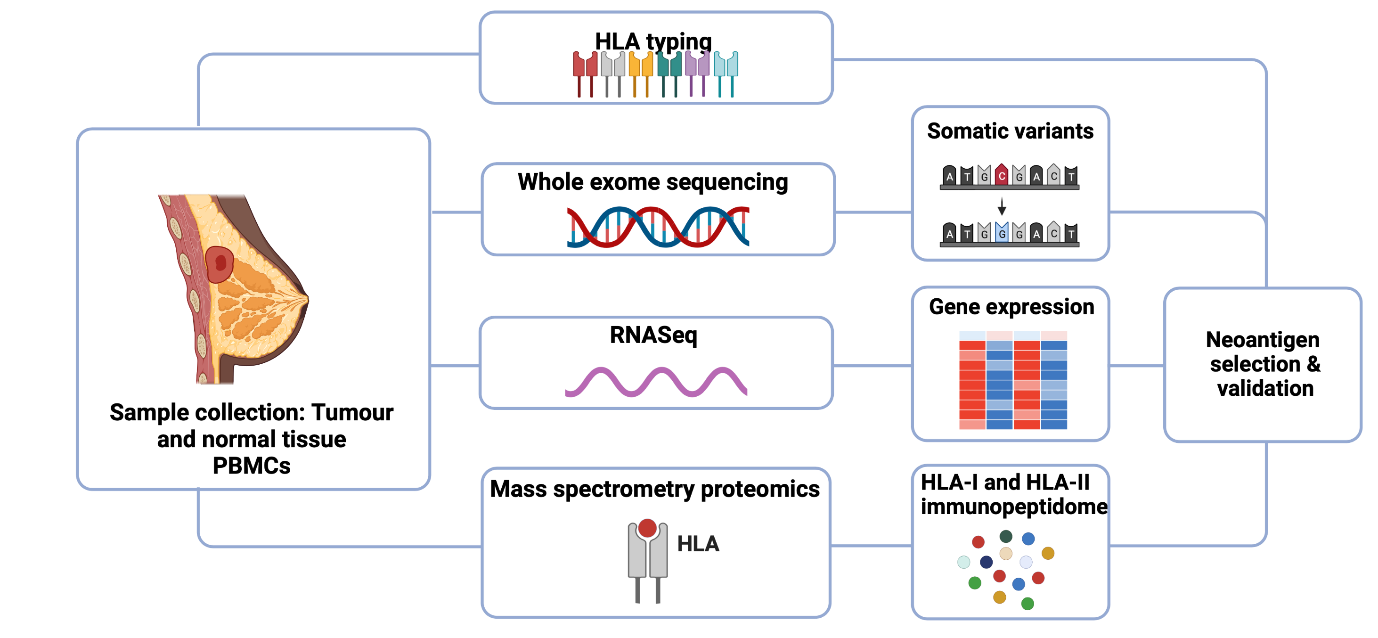 HLA typing
Somatic variants
A T G C G A C T
A T G G G A C T
Whole exome sequencing
Gene expression
RNASeq
Neoantigen
selection &
validation
Sample collection: Tumour
and normal tissue
PBMCs
Mass spectrometry proteomics
HLA
HLA-I and HLA-II
immunopeptidome